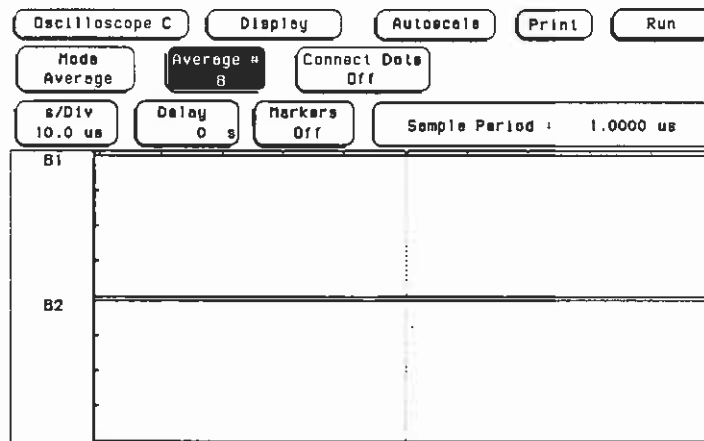 Oscilloscope C Display Autoscale Print Run
Mode Average # Connect Dots
Average 8 Off
s/Div Delay Markers Sample Period = 1.0000 us
10.0 us 0 s Off
B1
B2